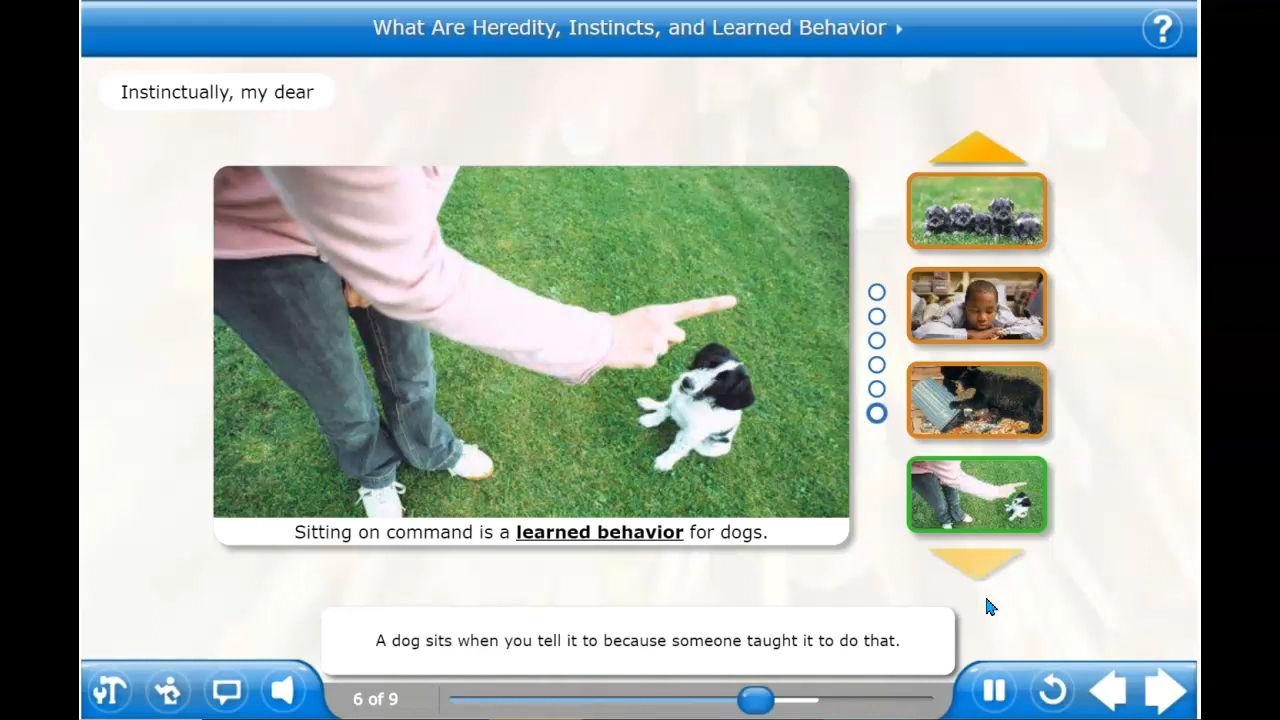 What Are Heredity, Instincts, and Learned Behavior
?
Instinctually, my dear
Sitting on command is a learned behavior for dogs.
A dog sits when you tell it to because someone taught it to do that.
6 of 9